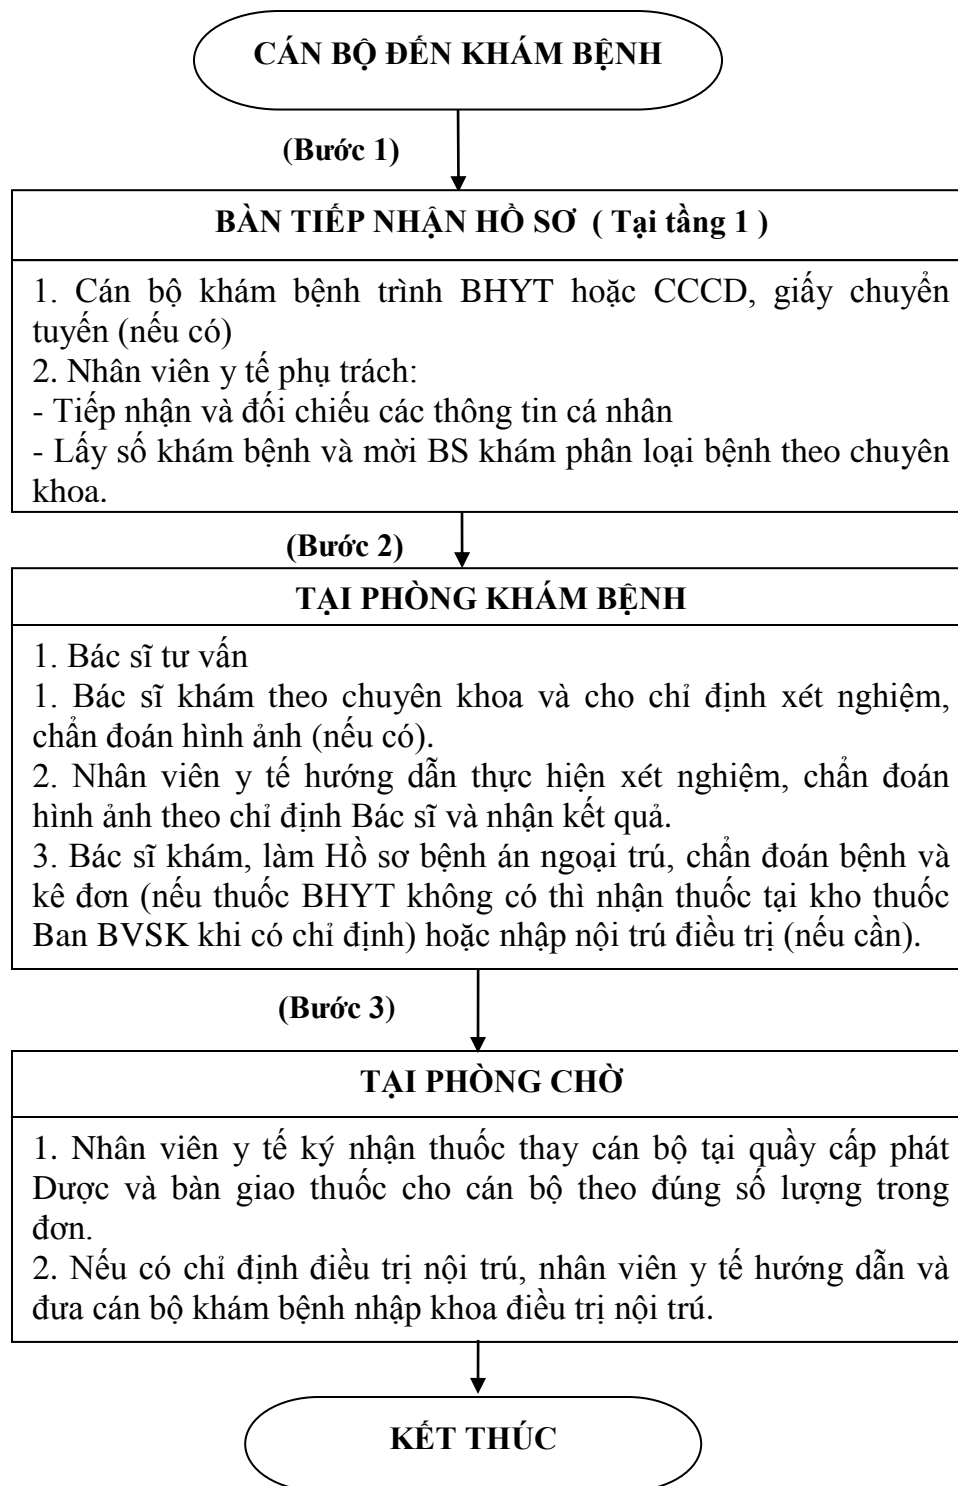 CÁN BỘ ĐẾN KHÁM BỆNH
(Bước 1)
BÀN TIẾP NHẬN HỒ SƠ ( Tại tầng 1 )
1. Cán bộ khám bệnh trình BHYT hoặc CCCD, giấy chuyển
tuyến (nếu có)
2. Nhân viên y tế phụ trách:
- Tiếp nhận và đối chiếu các thông tin cá nhân
- Lấy số khám bệnh và mời BS khám phân loại bệnh theo chuyên
khoa.
(Bước 2)
TẠI PHÒNG KHÁM BỆNH
1. Bác sĩ tư vấn
1. Bác sĩ khám theo chuyên khoa và cho chỉ định xét nghiệm,
chẩn đoán hình ảnh (nếu có).
2. Nhân viên y tế hướng dẫn thực hiện xét nghiệm, chẩn đoán
hình ảnh theo chỉ định Bác sĩ và nhận kết quả.
3. Bác sĩ khám, làm Hồ sơ bệnh án ngoại trú, chẩn đoán bệnh và
kê đơn (nếu thuốc BHYT không có thì nhận thuốc tại kho thuốc
Ban BVSK khi có chỉ định) hoặc nhập nội trú điều trị (nếu cần).
(Bước 3)
TẠI PHÒNG CHỜ
1. Nhân viên y tế ký nhận thuốc thay cán bộ tại quầy cấp phát
Dược và bàn giao thuốc cho cán bộ theo đúng số lượng trong
đơn.
2. Nếu có chỉ định điều trị nội trú, nhân viên y tế hướng dẫn và
đưa cán bộ khám bệnh nhập khoa điều trị nội trú.
KẾT THÚC